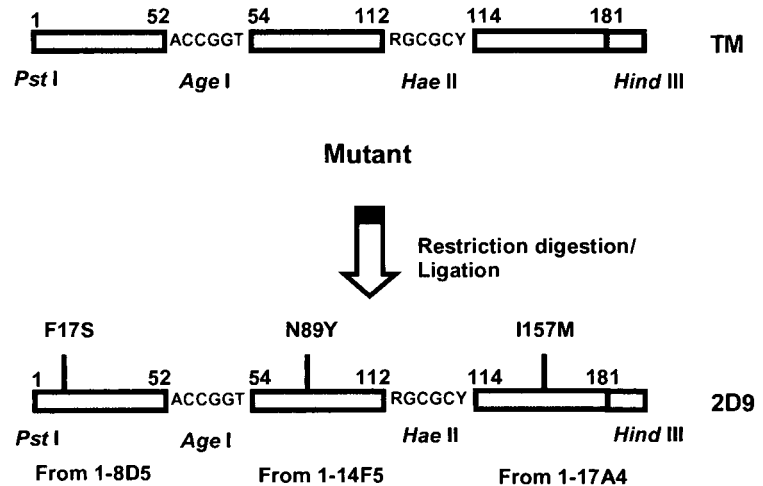 1 52 ACCGGT 54 112 RGCGCY 114 181 TM
Pst I Age I Hae II Hind III
Mutant
Restriction digestion/
Ligation
F17S N89Y I157M
1 52 ACCGGT 54 112 RGCGCY 114 181 2D9
Pst I Age I Hae II Hind III
From 1-8D5 From 1-14F5 From 1-17A4